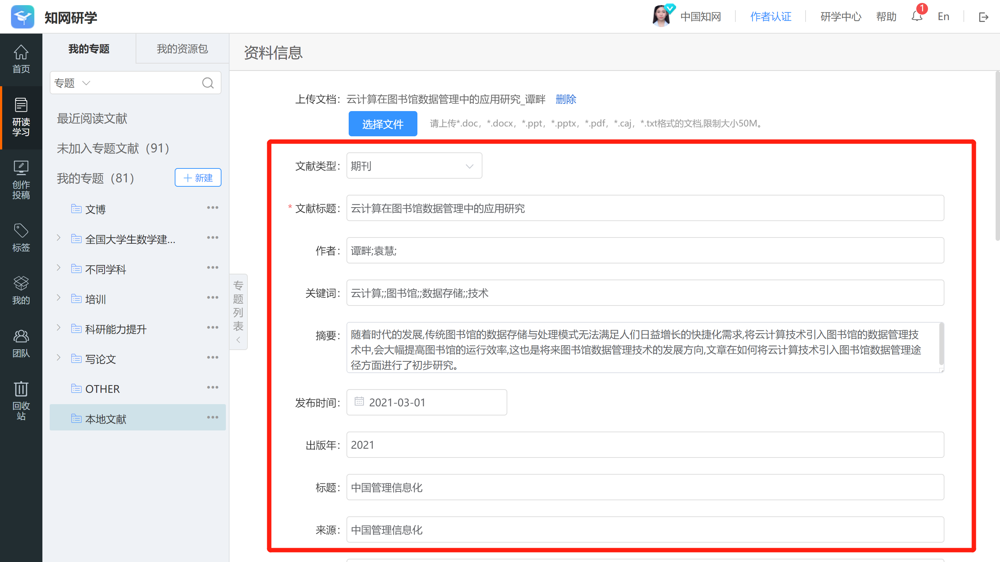 知网研学
中国知网
作者认证
研学中心
帮助
1
En
首页
研读
学习
创作
投稿
标签
我的
团队
回收
站
我的专题
我的资源包
专题
最近阅读文献
未加入专题文献（91）
我的专题（81）
新建
文博
全国大学生数学建...
不同学科
培训
科研能力提升
写论文
OTHER
本地文献
专题列表
资料信息
上传文档： 云计算在图书馆数据管理中的应用研究_谭畔 删除
选择文件 请上传*.doc，*.docx，*.ppt，*.pptx，*.pdf，*.caj，*.txt格式的文档,限制大小50M。
文献类型： 期刊
* 文献标题： 云计算在图书馆数据管理中的应用研究
作者： 谭畔;袁慧;
关键词： 云计算;;图书馆;;数据存储;;技术
摘要： 随着时代的发展,传统图书馆的数据存储与处理模式无法满足人们日益增长的快捷化需求,将云计算技术引入图书馆的数据管理技
术中,会大幅提高图书馆的运行效率,这也是将来图书馆数据管理技术的发展方向,文章在如何将云计算技术引入图书馆数据管理途
径方面进行了初步研究。
发布时间： 2021-03-01
出版年： 2021
标题： 中国管理信息化
来源： 中国管理信息化